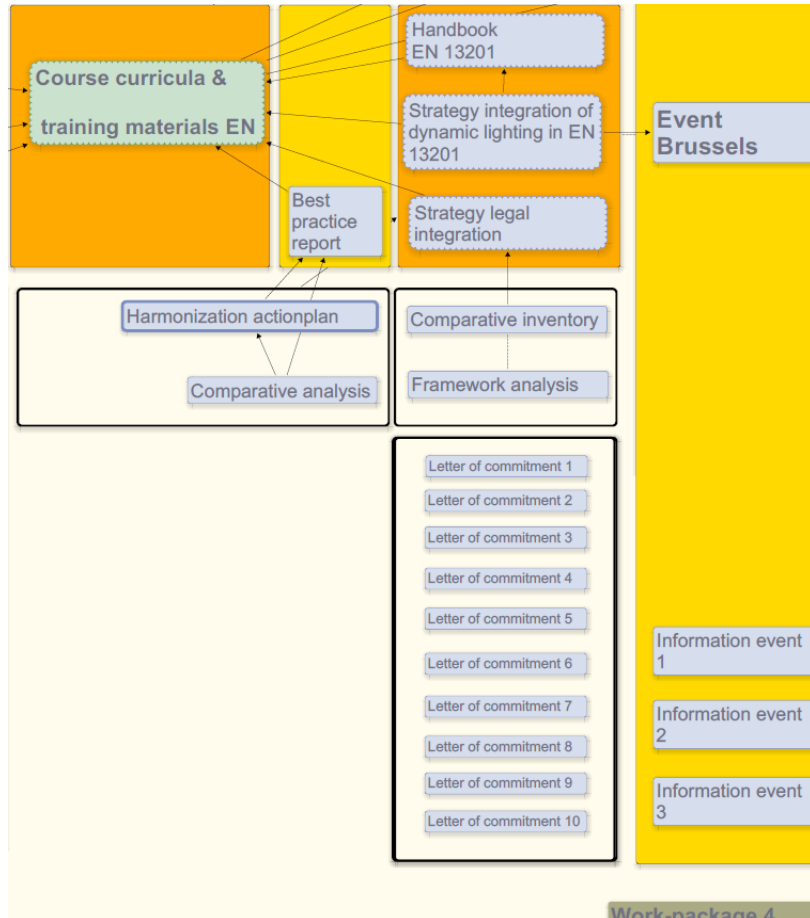 Course curricula &
training materials EN
Handbook
EN 13201
Strategy integration of
dynamic lighting in EN
13201
Event
Brussels
Best
practice
report
Strategy legal
integration
Harmonization actionplan
Comparative inventory
Comparative analysis
Framework analysis
Letter of commitment 1
Letter of commitment 2
Letter of commitment 3
Letter of commitment 4
Letter of commitment 5
Letter of commitment 6
Letter of commitment 7
Letter of commitment 8
Letter of commitment 9
Letter of commitment 10
Information event
1
Information event
2
Information event
3
Work-package 4